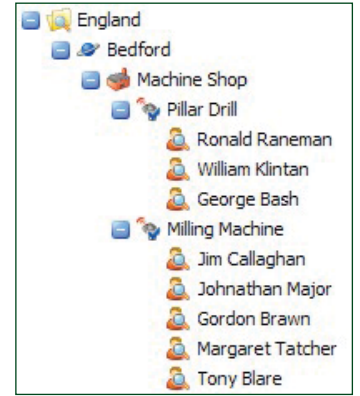 England
Bedford
Machine Shop
Pillar Drill
Ronald Raneman
William Klintan
George Bash
Milling Machine
Jim Callaghan
Johnathan Major
Gordon Brawn
Margaret Tatcher
Tony Blare